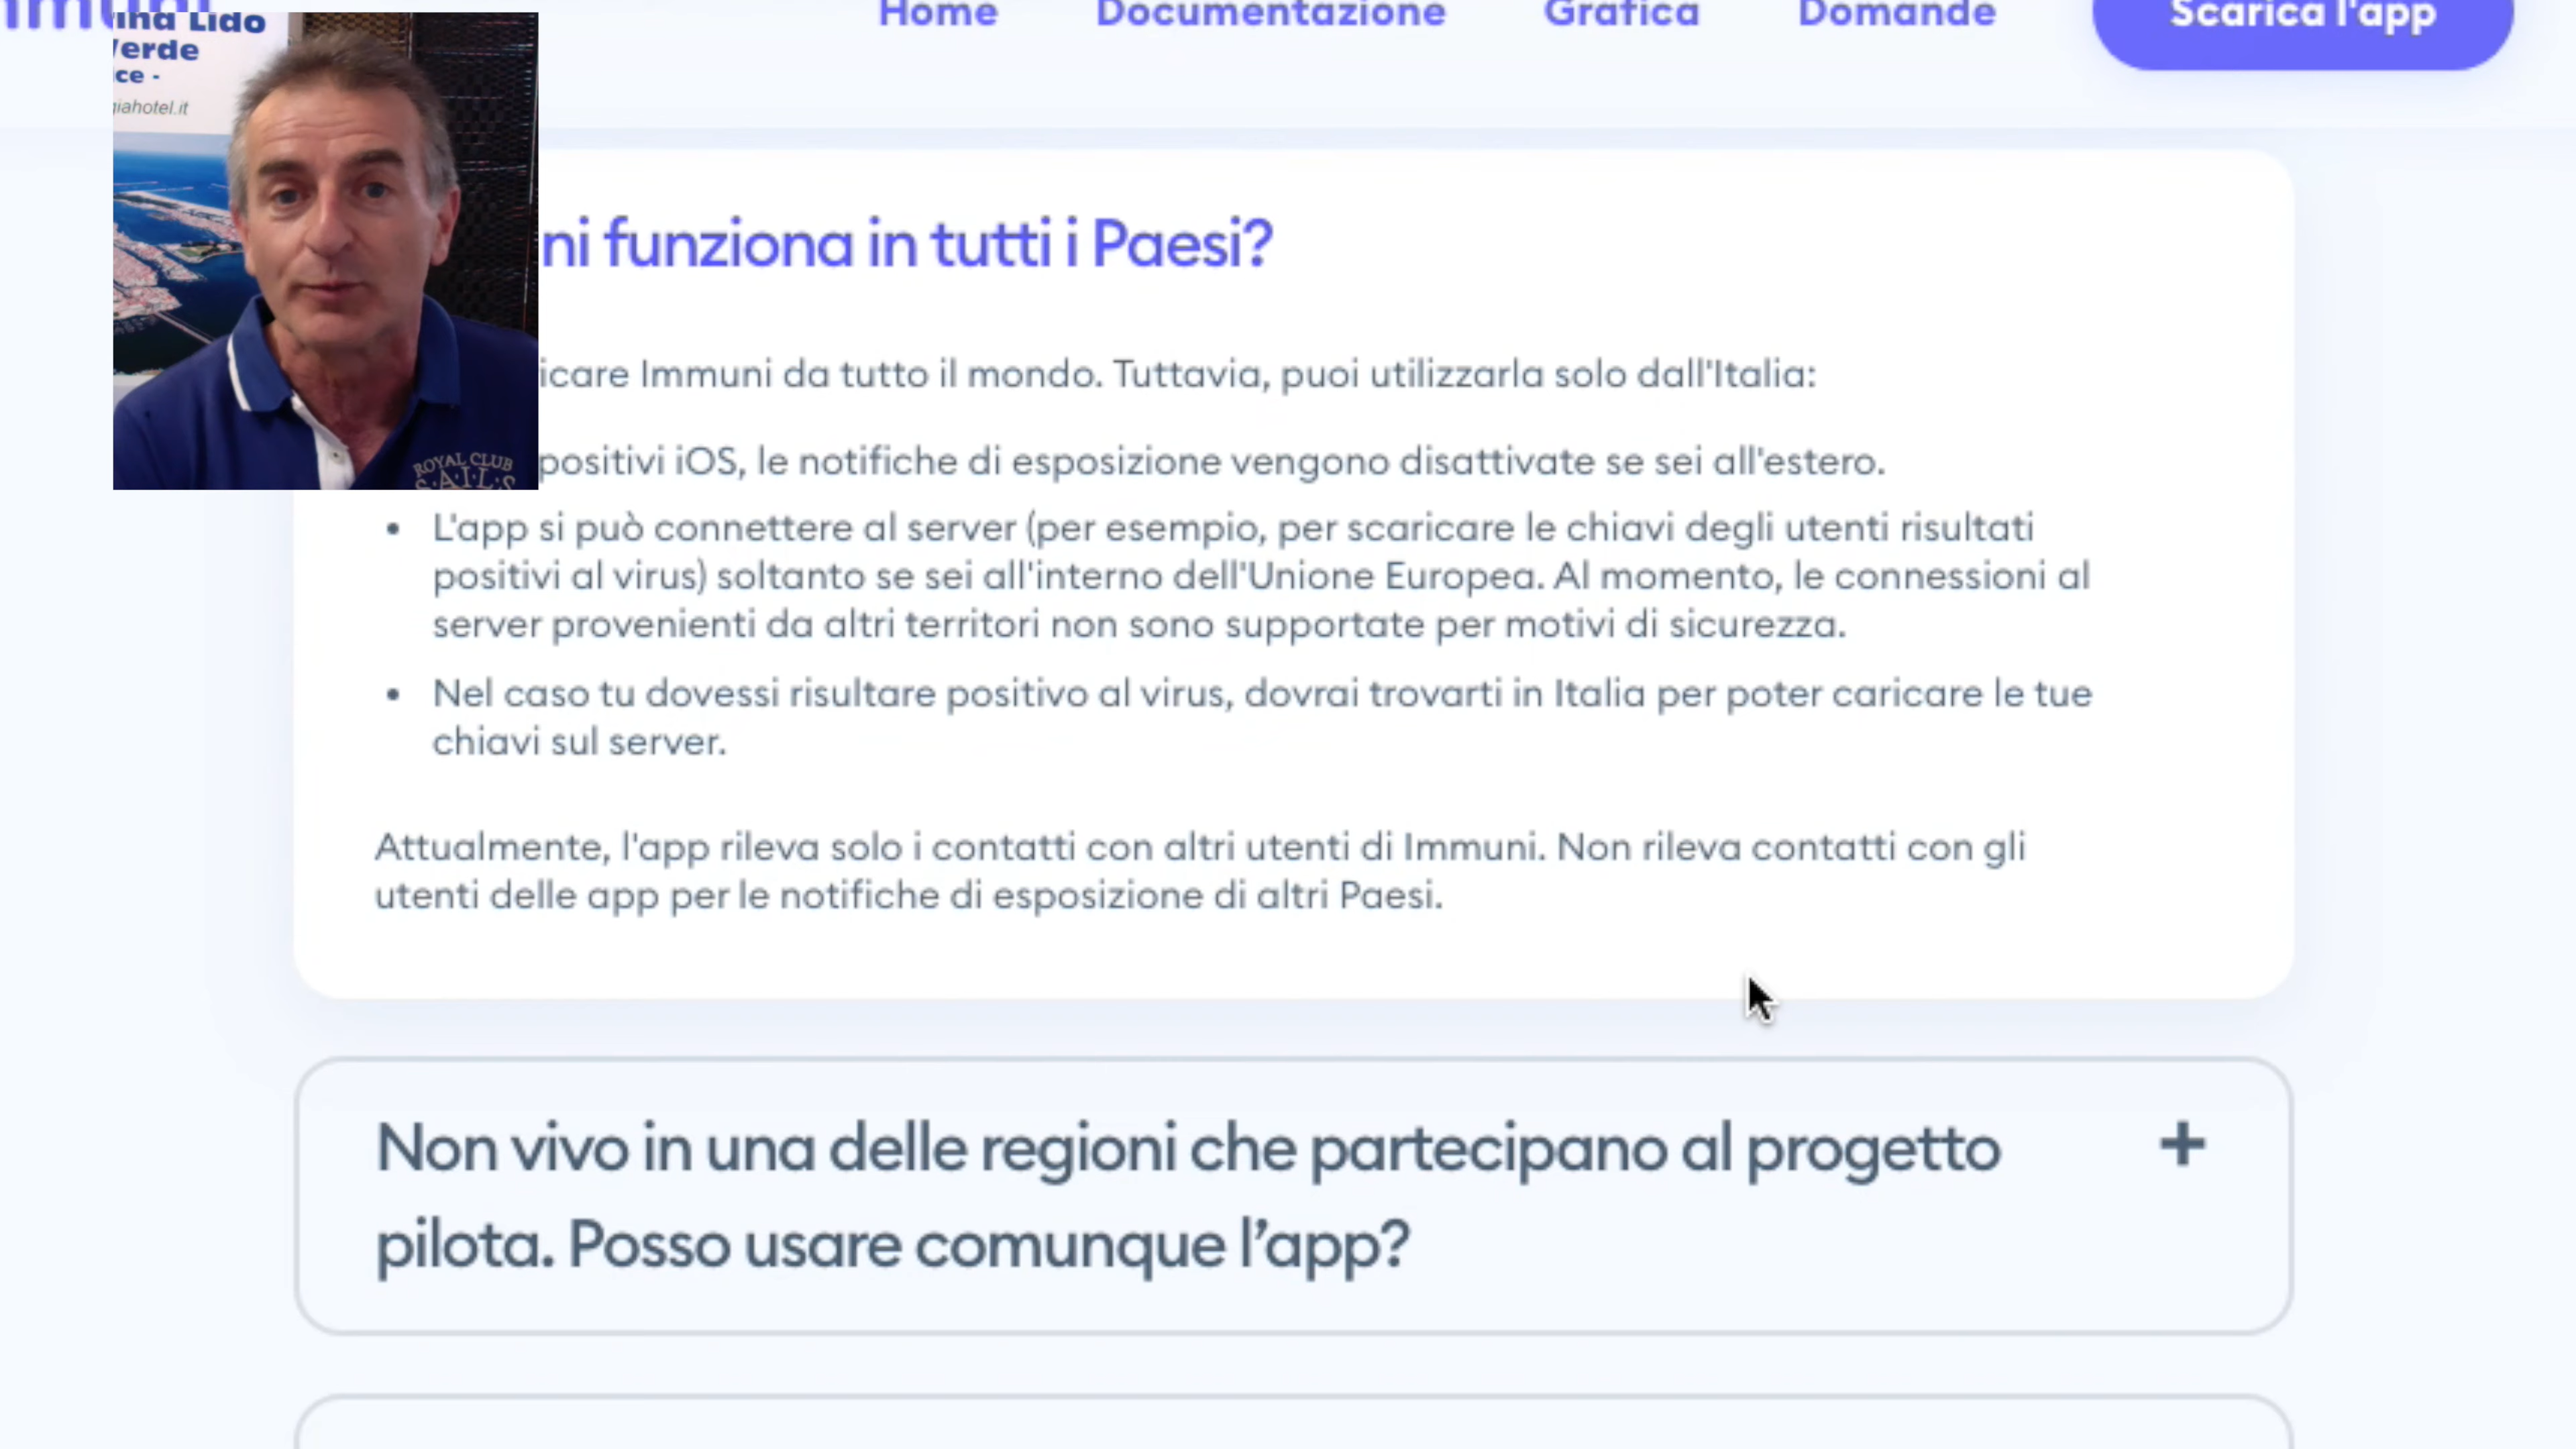 Home Documentazione Grafica Domande Scarica l'app
Lido
Verde
ROYAL CLUB
S·A·I·L·S
funziona in tutti i Paesi?
Immuni da tutto il mondo. Tuttavia, puoi utilizzarla solo dall'Italia:
iOS, le notifiche di esposizione vengono disattivate se sei all'estero.
• L'app si può connettere al server (per esempio, per scaricare le chiavi degli utenti risultati
positivi al virus) soltanto se sei all'interno dell'Unione Europea. Al momento, le connessioni al
server provenienti da altri territori non sono supportate per motivi di sicurezza.
• Nel caso tu dovessi risultare positivo al virus, dovrai trovarti in Italia per poter caricare le tue
chiavi sul server.
Attualmente, l'app rileva solo i contatti con altri utenti di Immuni. Non rileva contatti con gli
utenti delle app per le notifiche di esposizione di altri Paesi.
Non vivo in una delle regioni che partecipano al progetto +
pilota. Posso usare comunque l’app?